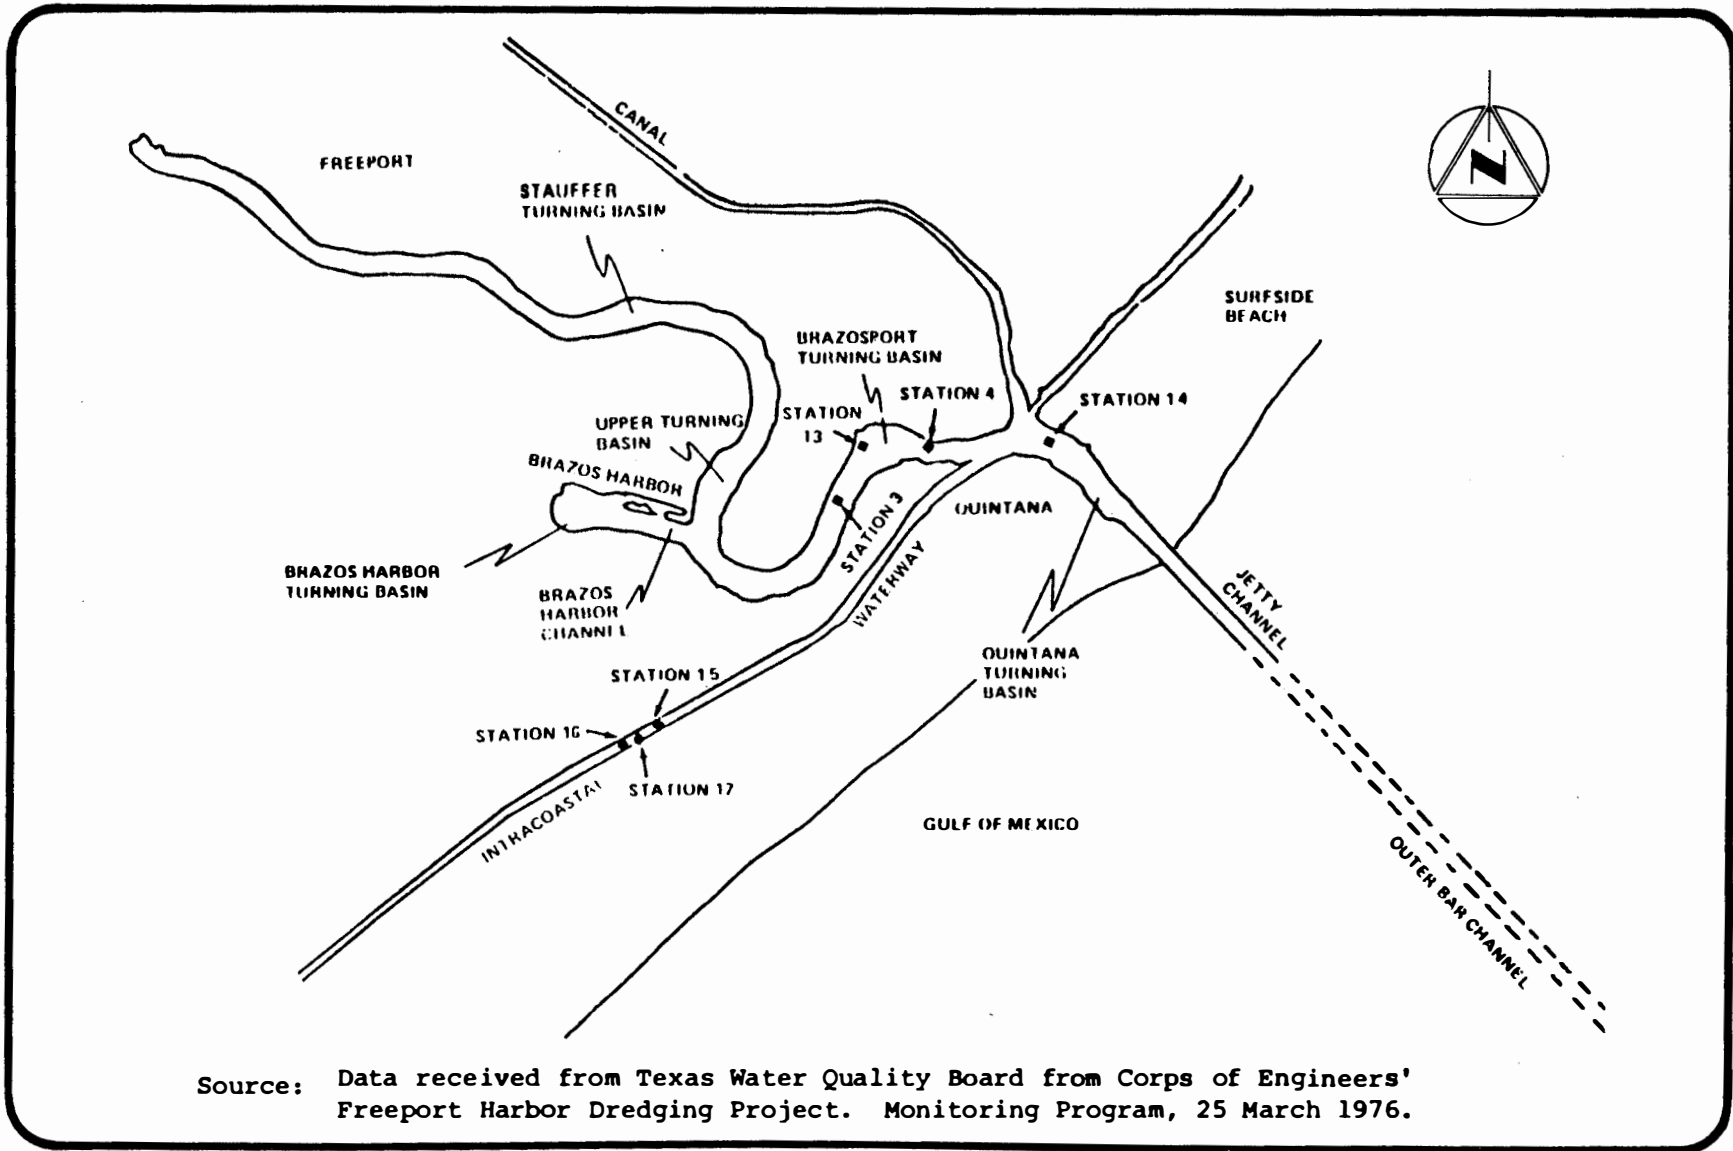 CANAL
FREEPORT
STAUFFER
TURNING BASIN
N
SURFSIDE
BEACH
BRAZOSPORT
TURNING BASIN
STATION 4
STATION 14
STATION
13
UPPER TURNING
BASIN
BRAZOS HARBOR
STATION 3
QUINTANA
WATERWAY
BRAZOS HARBOR
TURNING BASIN
BRAZOS
HARBOR
CHANNEL
JETTY
CHANNEL
QUINTANA
TURNING
BASIN
STATION 15
STATION 16
STATION 17
INTRACOASTAL
GULF OF MEXICO
OUTER BAR CHANNEL
Source: Data received from Texas Water Quality Board from Corps of Engineers'
Freeport Harbor Dredging Project. Monitoring Program, 25 March 1976.